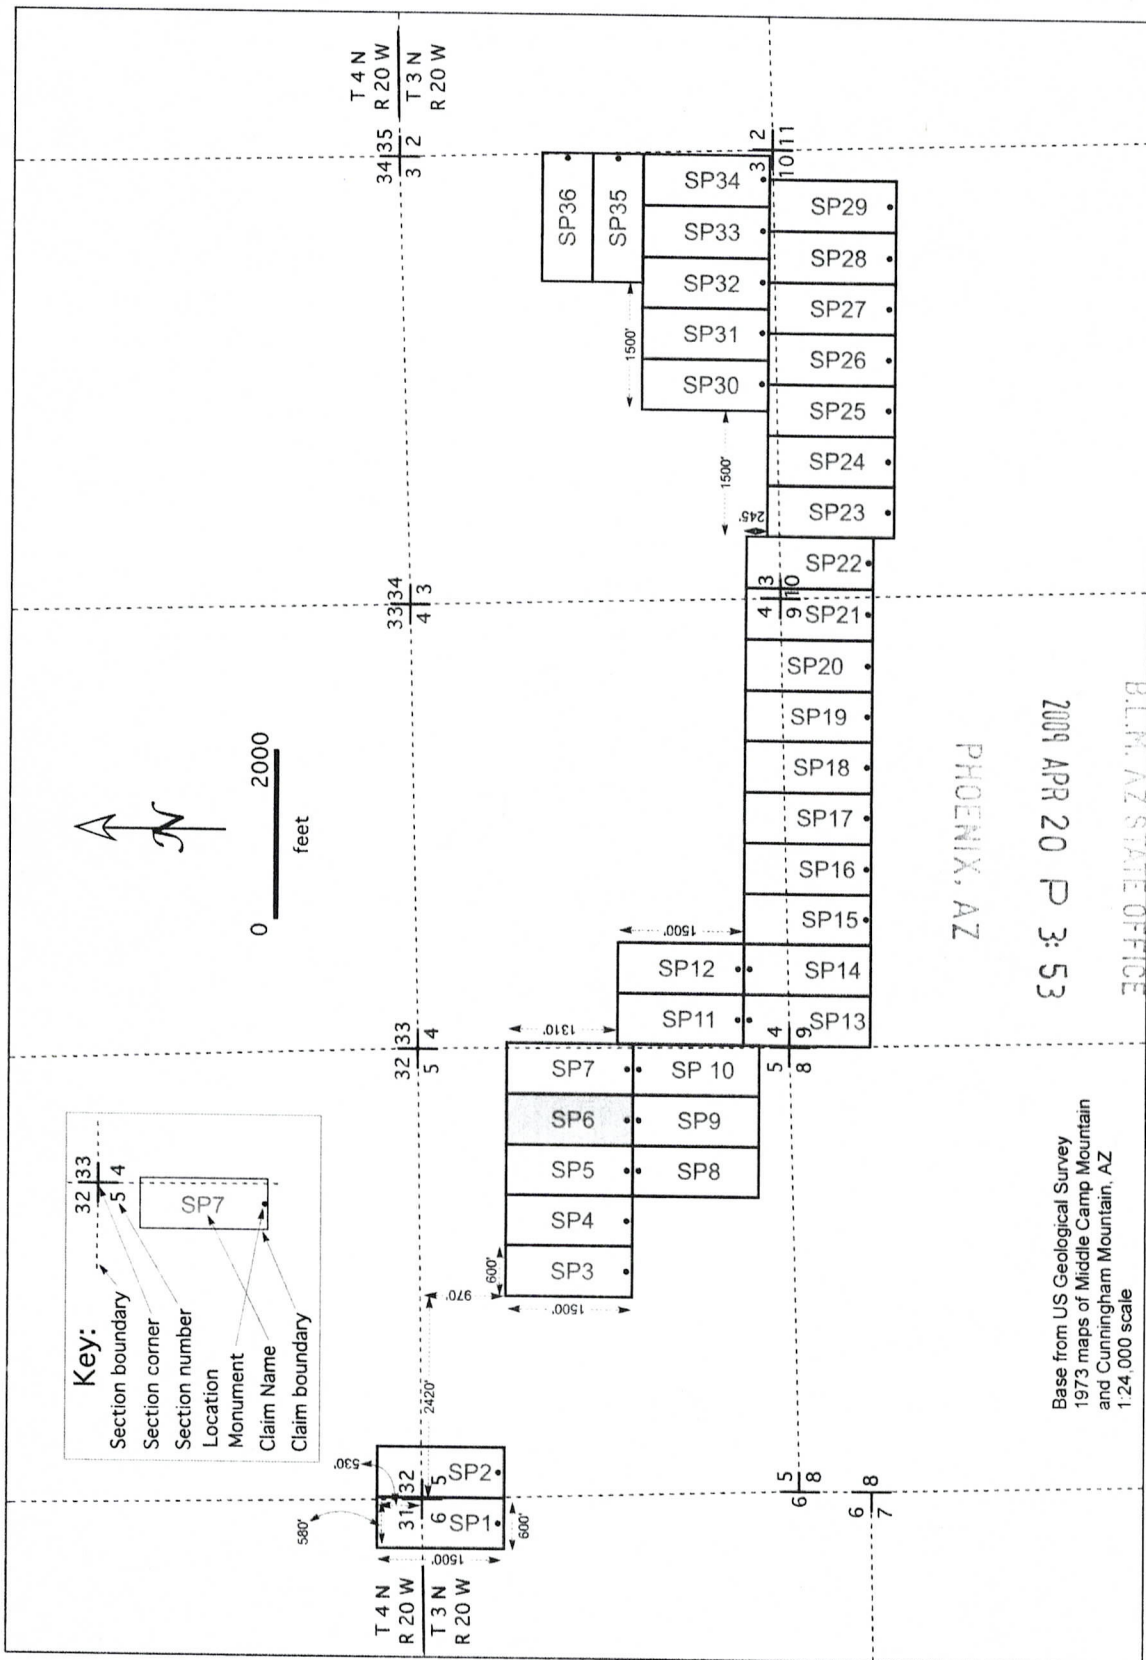 Key:
Section boundary
Section corner
Section number
Location
Monument
Claim Name
Claim boundary
32 33
5 4
SP7
N
0 2000
feet
T 4 N
R 20 W
T 3 N
R 20 W
T 4 N
R 20 W
T 3 N
R 20 W
31 32
6 5
32 33
5 4
33 34
4 3
34 35
3 2
580'
530'
1500'
600'
2420'
970'
SP1
SP2
SP3
SP4
SP5
SP6
SP7
600'
1500'
1310'
SP8
SP9
SP 10
SP11
SP12
1500'
SP13
SP14
SP15
SP16
SP17
SP18
SP19
SP20
SP21
SP22
245'
SP23
SP24
SP25
SP26
SP27
SP28
SP29
1500'
1500'
SP30
SP31
SP32
SP33
SP34
SP35
SP36
5
6 8
6 8
7
5 4
8 9
4 3
9 10
3 2
10 11
Base from US Geological Survey
1973 maps of Middle Camp Mountain
and Cunningham Mountain, AZ
1:24,000 scale
B.L.M. AZ STATE OFFICE
2009 APR 20 P 3:53
PHOENIX, AZ